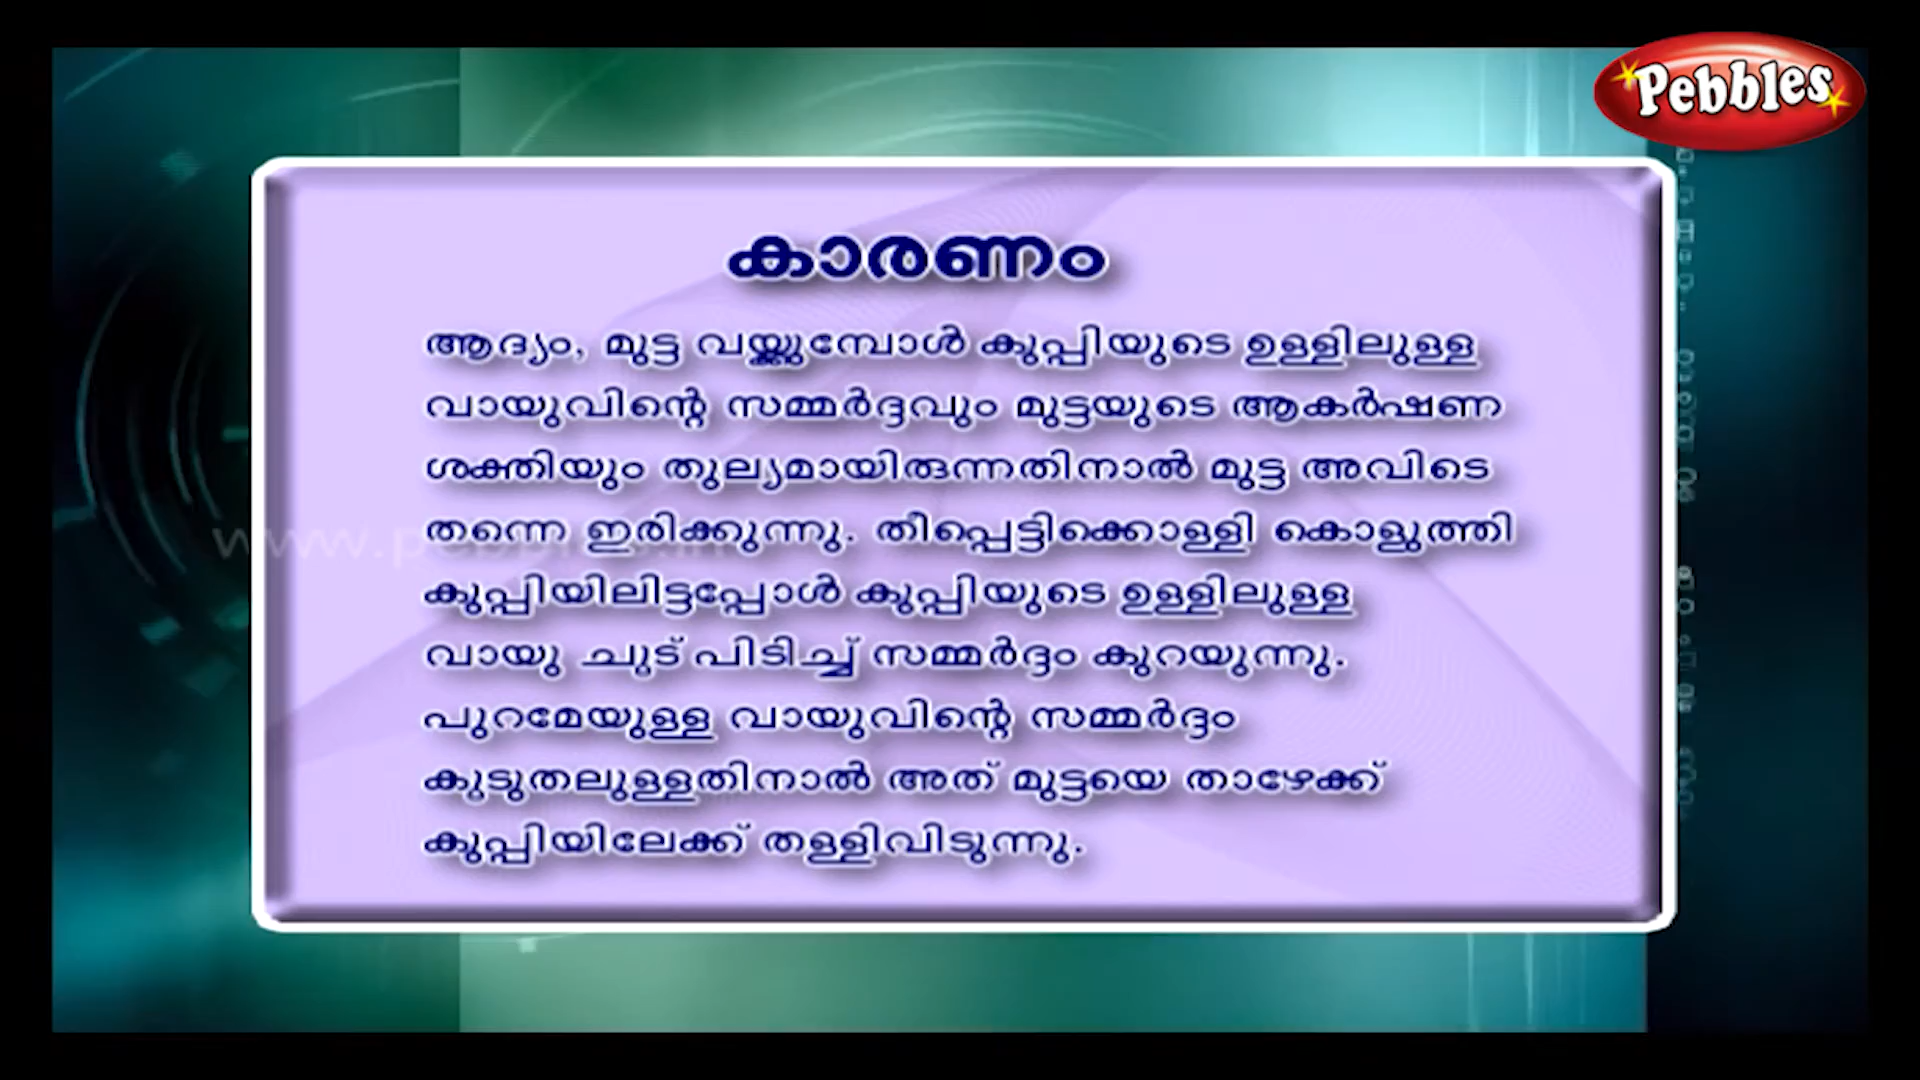 Pebbles
കാരണം
ആദ്യം, മുട്ട വയ്ക്കുമ്പോൾ കുപ്പിയുടെ ഉള്ളിലുള്ള
വായുവിന്റെ സമ്മർദ്ദവും മുട്ടയുടെ ആകർഷണ
ശക്തിയും തുല്യമായിരുന്നതിനാൽ മുട്ട അവിടെ
തന്നെ ഇരിക്കുന്നു. തീപ്പെട്ടിക്കൊള്ളി കൊളുത്തി
കുപ്പിയിലിട്ടപ്പോൾ കുപ്പിയുടെ ഉള്ളിലുള്ള
വായു ചുട് പിടിച്ച് സമ്മർദ്ദം കുറയുന്നു.
പുറമേയുള്ള വായുവിന്റെ സമ്മർദ്ദം
കുടുതലുള്ളതിനാൽ അത് മുട്ടയെ താഴേക്ക്
കുപ്പിയിലേക്ക് തള്ളിവിടുന്നു.